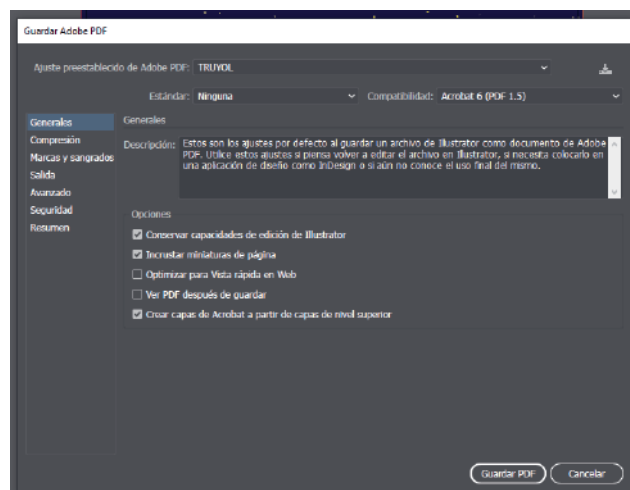 Guardar Adobe PDF
Ajuste preestablecido de Adobe PDF: TRUYOL
Estándar: Ninguna Compatibilidad: Acrobat 6 (PDF 1.5)
Generales
Compresión
Marcas y sangrados
Salida
Avanzado
Seguridad
Resumen
Generales
Descripción: Estos son los ajustes por defecto al guardar un archivo de Illustrator como documento de Adobe
PDF. Utilice estos ajustes si piensa volver a editar el archivo en Illustrator, si necesita colocarlo en
una aplicación de diseño como InDesign o si aún no conoce el uso final del mismo.
Opciones
Conservar capacidades de edición de Illustrator
Incrustar miniaturas de página
Optimizar para Vista rápida en Web
Ver PDF después de guardar
Crear capas de Acrobat a partir de capas de nivel superior
Guardar PDF Cancelar